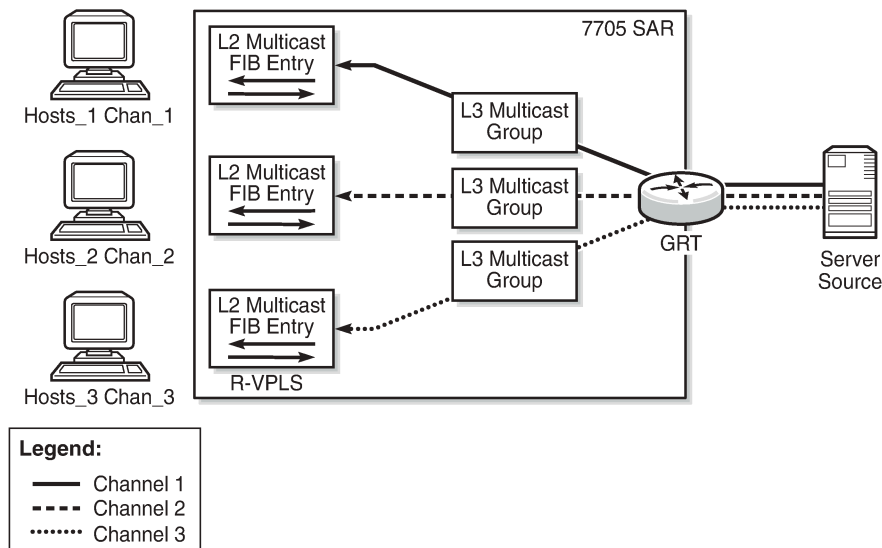 7705 SAR
L2 Multicast
FIB Entry
Hosts_1 Chan_1
L3 Multicast
Group
L2 Multicast
FIB Entry
Hosts_2 Chan_2
L3 Multicast
Group
GRT
Server
Source
L3 Multicast
Group
L2 Multicast
FIB Entry
Hosts_3 Chan_3
R-VPLS
Legend:
Channel 1
Channel 2
Channel 3